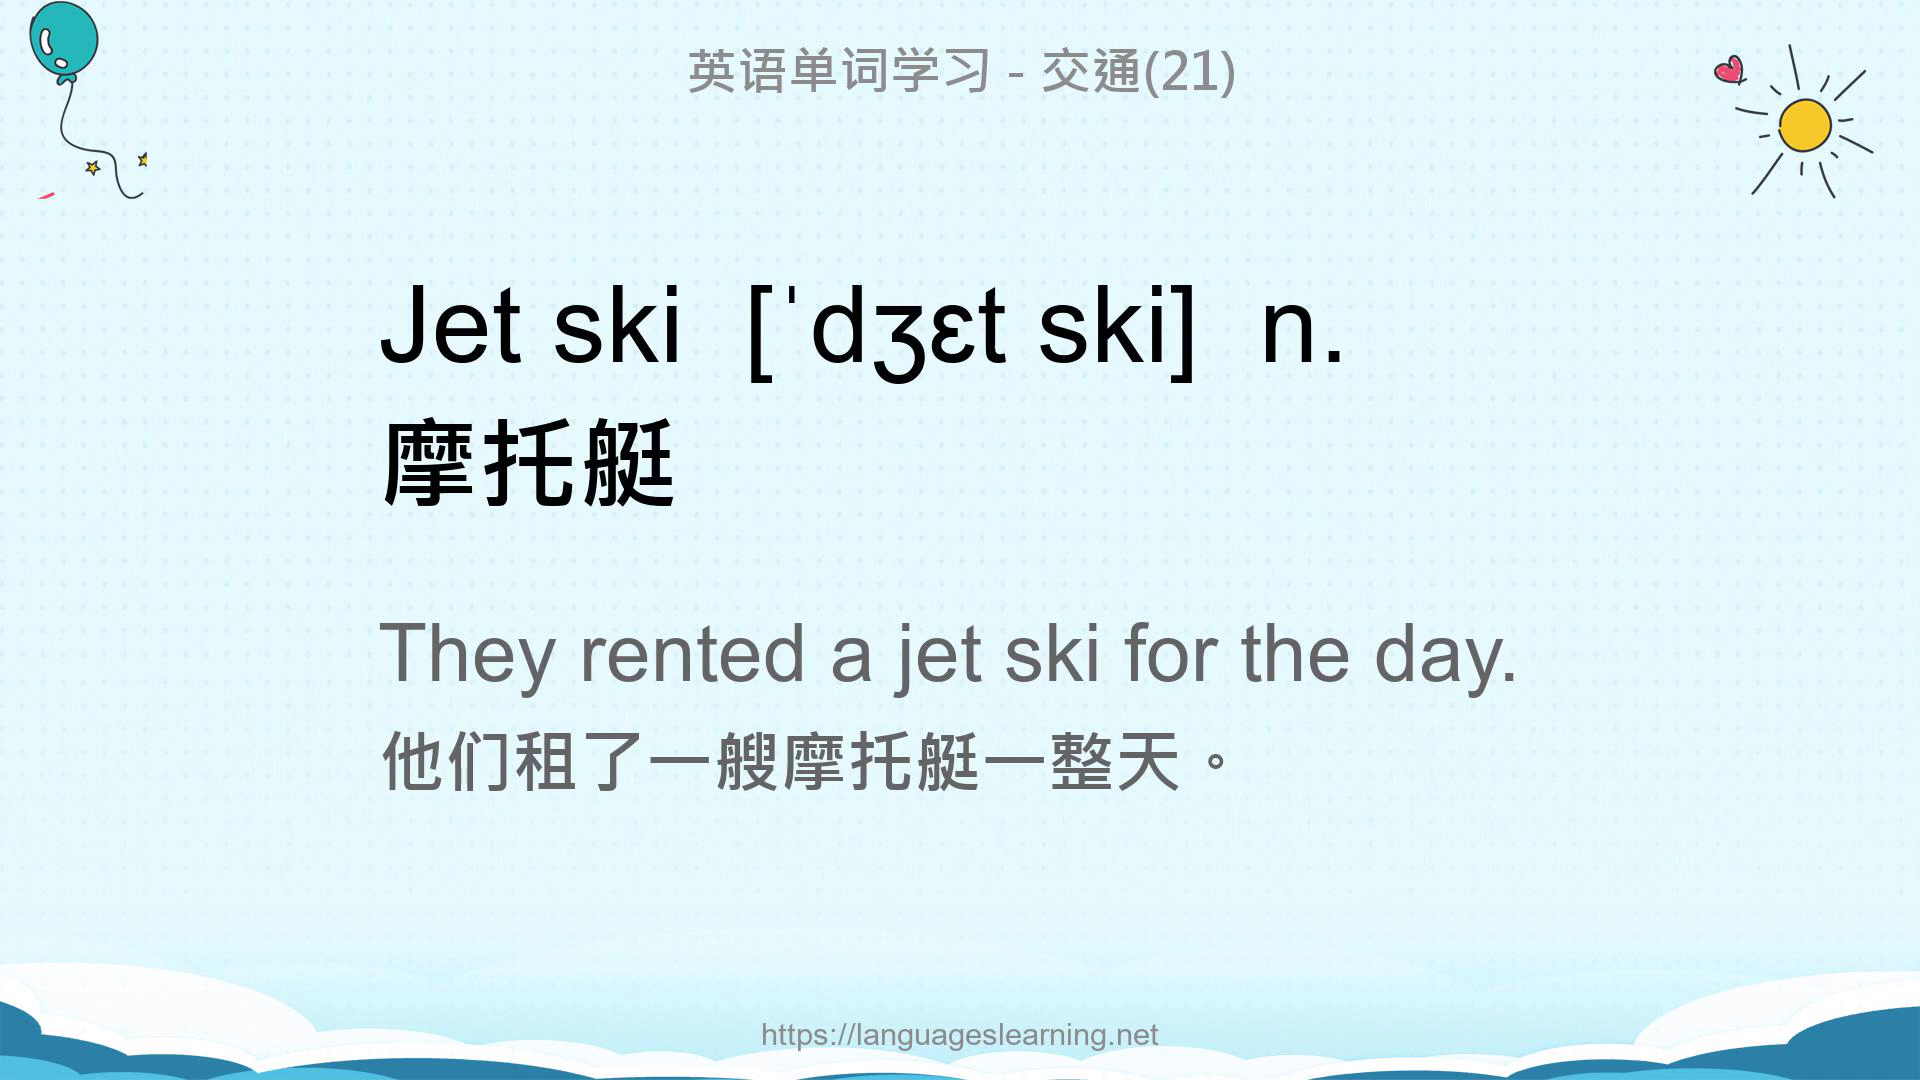 英语单词学习 - 交通(21)
Jet ski [ˈdʒɛt ski] n.
摩托艇
They rented a jet ski for the day.
他们租了一艘摩托艇一整天。
https://languageslearning.net